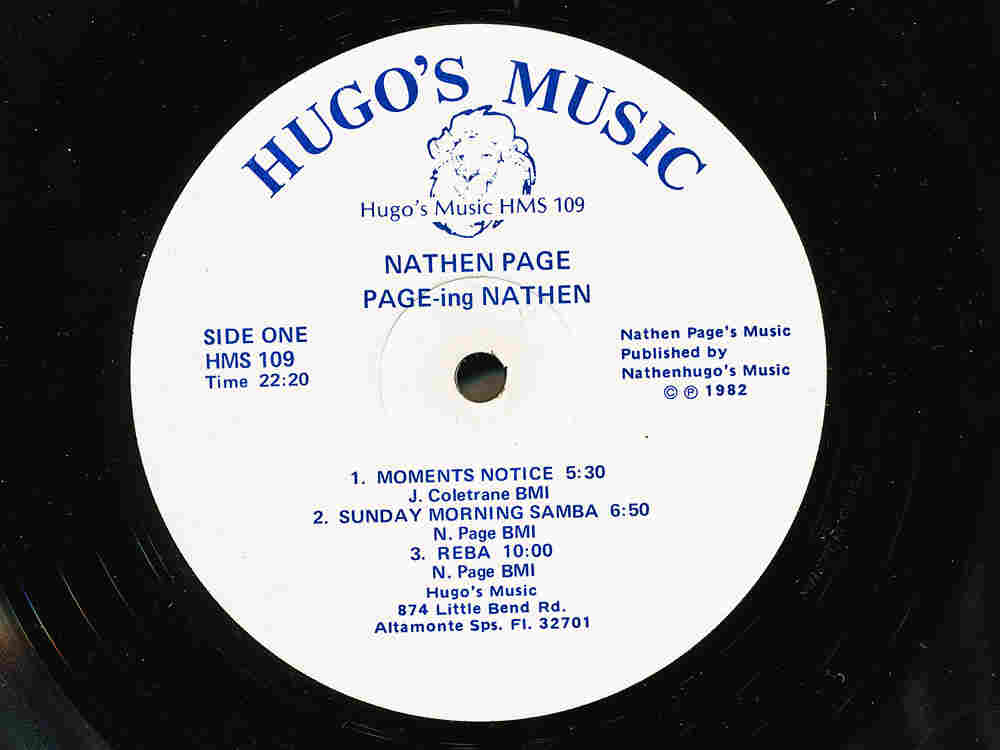 HUGO'S MUSIC
Hugo's Music HMS 109
NATHEN PAGE
PAGE-ing NATHEN
SIDE ONE
HMS 109
Time 22:20
Nathen Page's Music
Published by
Nathenhugo's Music
© ℗ 1982
1. MOMENTS NOTICE 5:30
J. Coletrane BMI
2. SUNDAY MORNING SAMBA 6:50
N. Page BMI
3. REBA 10:00
N. Page BMI
Hugo's Music
874 Little Bend Rd.
Altamonte Sps. Fl. 32701